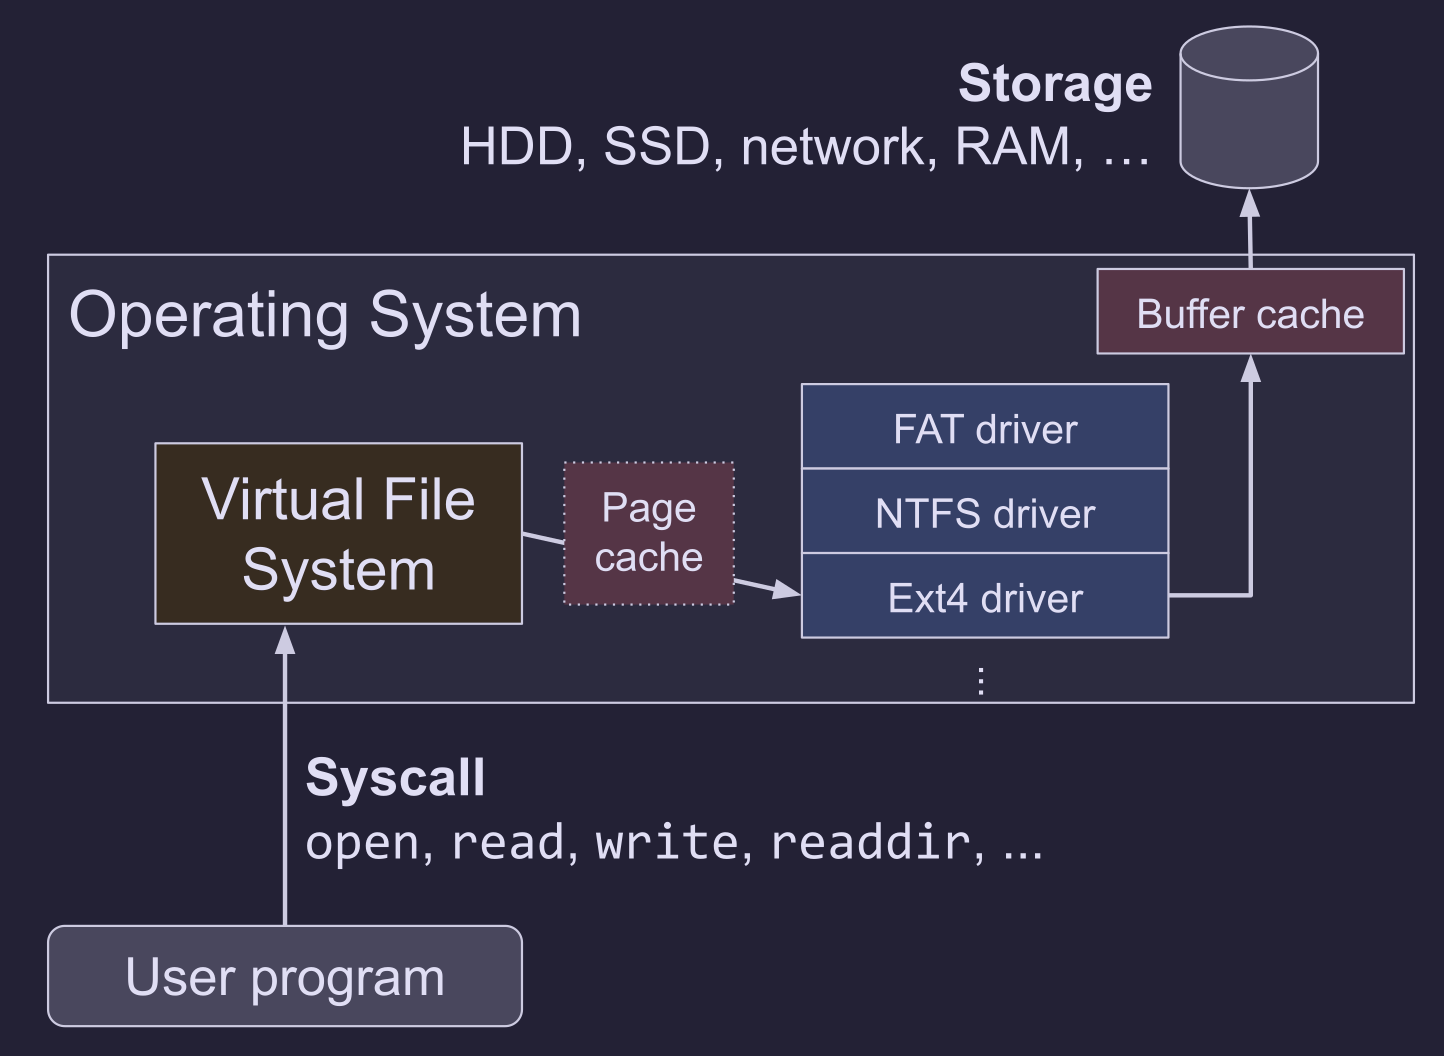 Storage
HDD, SSD, network, RAM, …
Operating System
Buffer cache
FAT driver
Virtual File
System
Page
cache
NTFS driver
Ext4 driver
...
Syscall
open, read, write, readdir, …
User program